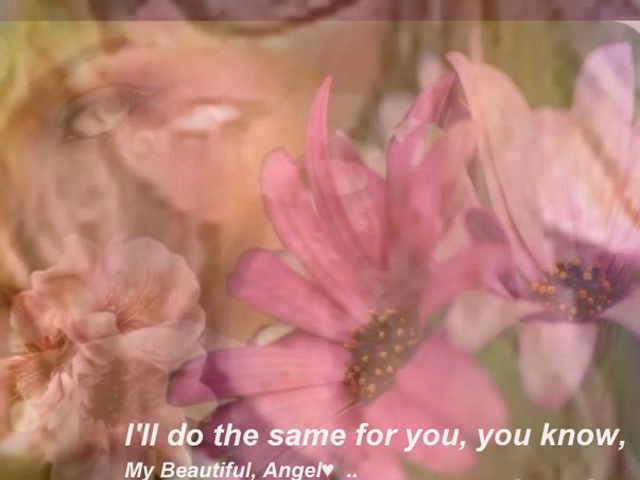 I'll do the same for you, you know,
My Beautiful, Angel♥ ..